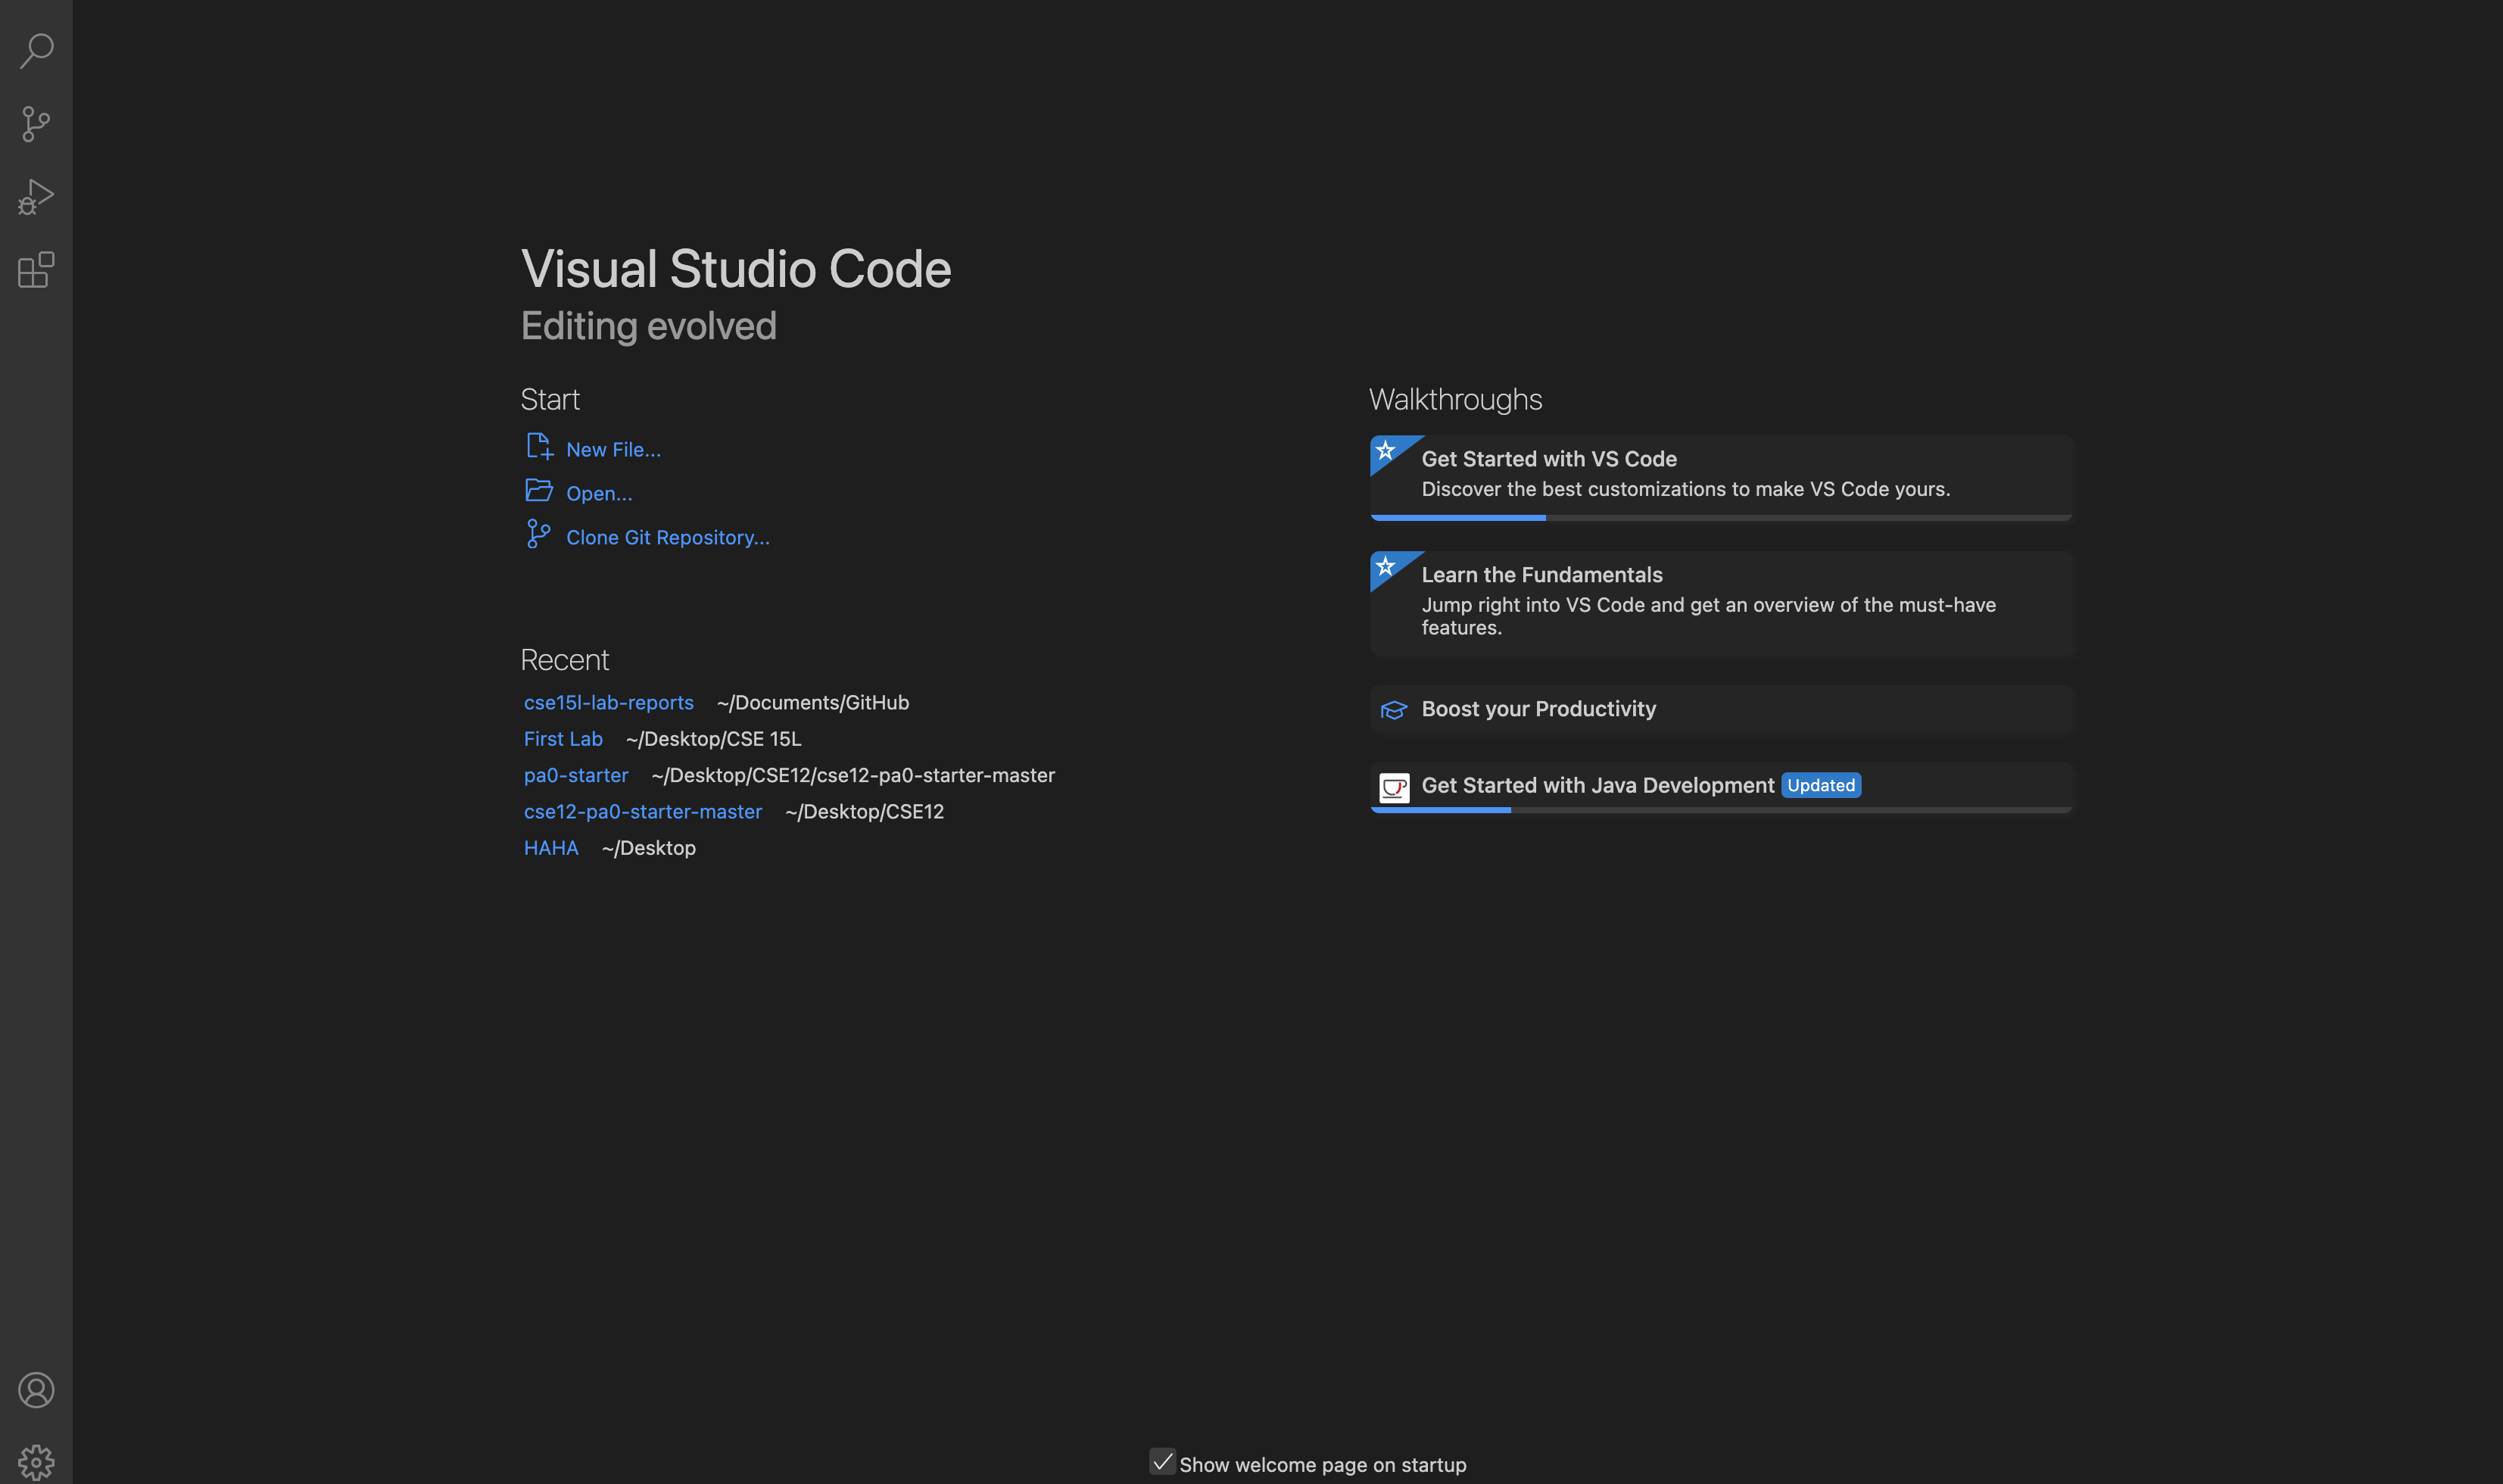 Visual Studio Code
Editing evolved
Start
New File...
Open...
Clone Git Repository...
Recent
cse15l-lab-reports ~/Documents/GitHub
First Lab ~/Desktop/CSE 15L
pa0-starter ~/Desktop/CSE12/cse12-pa0-starter-master
cse12-pa0-starter-master ~/Desktop/CSE12
HAHA ~/Desktop
Walkthroughs
Get Started with VS Code
Discover the best customizations to make VS Code yours.
Learn the Fundamentals
Jump right into VS Code and get an overview of the must-have
features.
Boost your Productivity
Get Started with Java Development Updated
Show welcome page on startup